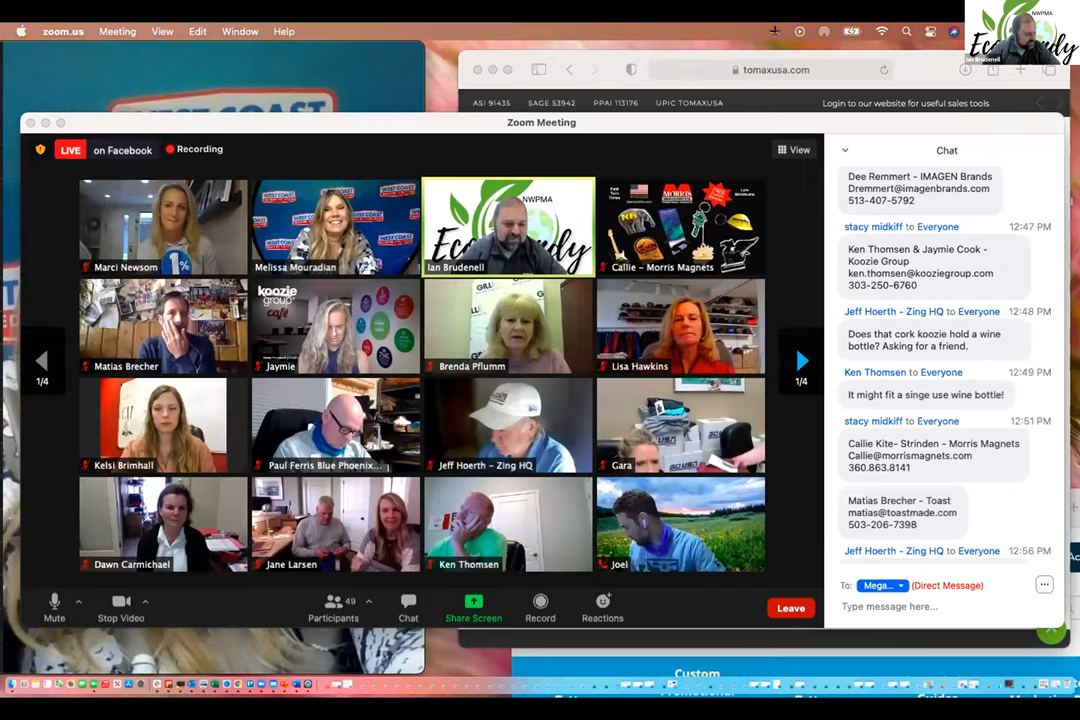 zoom.us Meeting View Edit Window Help
NWPMA
Ian Brudenell
tomaxusa.com
ASI 91435 SAGE 53942 PPAI 113176 UPIC TOMAXUSA
Login to our website for useful sales tools
Zoom Meeting
LIVE on Facebook Recording
View
Marci Newsom
1%
WEST COAST
Melissa Mouradian
NWPMA
Ian Brudenell
MORRIS MAGNETS
Callie - Morris Magnets
Matias Brecher
koozie group
café
Jaymie
Brenda Pflumm
Lisa Hawkins
1/4
1/4
Kelsi Brimhall
Paul Ferris Blue Phoenix...
Jeff Hoerth - Zing HQ
Gara
Dawn Carmichael
Jane Larsen
Ken Thomsen
Joel
Mute
Stop Video
49
Participants
Chat
Share Screen
Record
Reactions
Leave
Chat
Dee Remmert - IMAGEN Brands
Dremmert@imagenbrands.com
513-407-5792
stacy midkiff to Everyone 12:47 PM
Ken Thomsen & Jaymie Cook -
Koozie Group
ken.thomsen@kooziegroup.com
303-250-6760
Jeff Hoerth - Zing HQ to Everyone 12:48 PM
Does that cork koozie hold a wine
bottle? Asking for a friend.
Ken Thomsen to Everyone 12:49 PM
It might fit a singe use wine bottle!
stacy midkiff to Everyone 12:51 PM
Callie Kite- Strinden - Morris Magnets
Callie@morrismagnets.com
360.863.8141
Matias Brecher - Toast
matias@toastmade.com
503-206-7398
Jeff Hoerth - Zing HQ to Everyone 12:56 PM
To: Mega... (Direct Message)
Type message here...
Custom